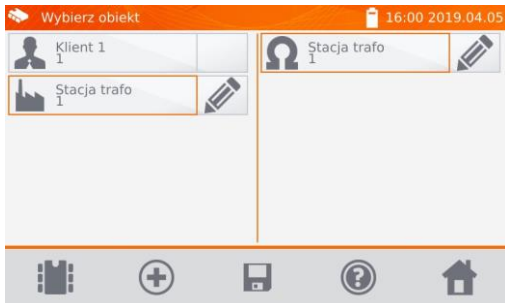 Wybierz obiekt
16:00 2019.04.05
Klient 1
1
Stacja trafo
1
Stacja trafo
1